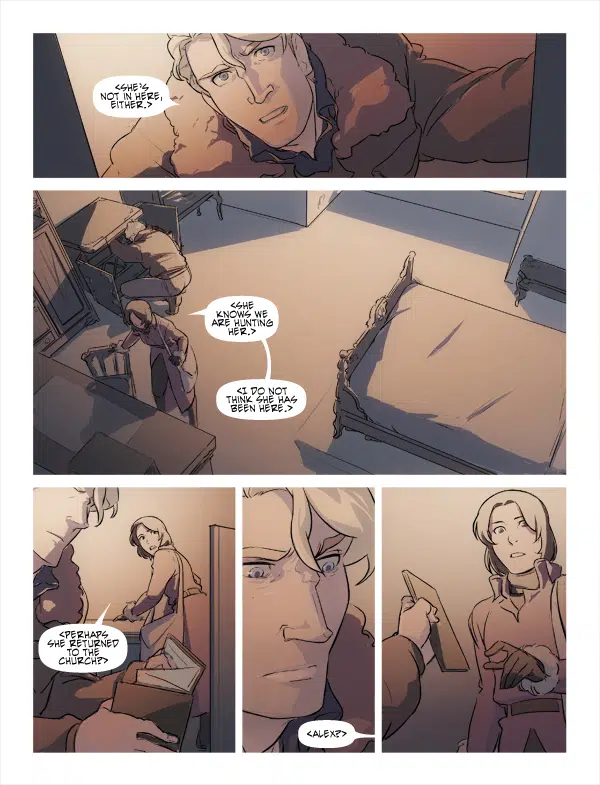 <SHE'S
NOT IN HERE,
EITHER.>
<SHE
KNOWS WE
ARE HUNTING
HER.>
<I DO NOT
THINK SHE HAS
BEEN HERE.>
<PERHAPS
SHE RETURNED
TO THE
CHURCH?>
<ALEX?>